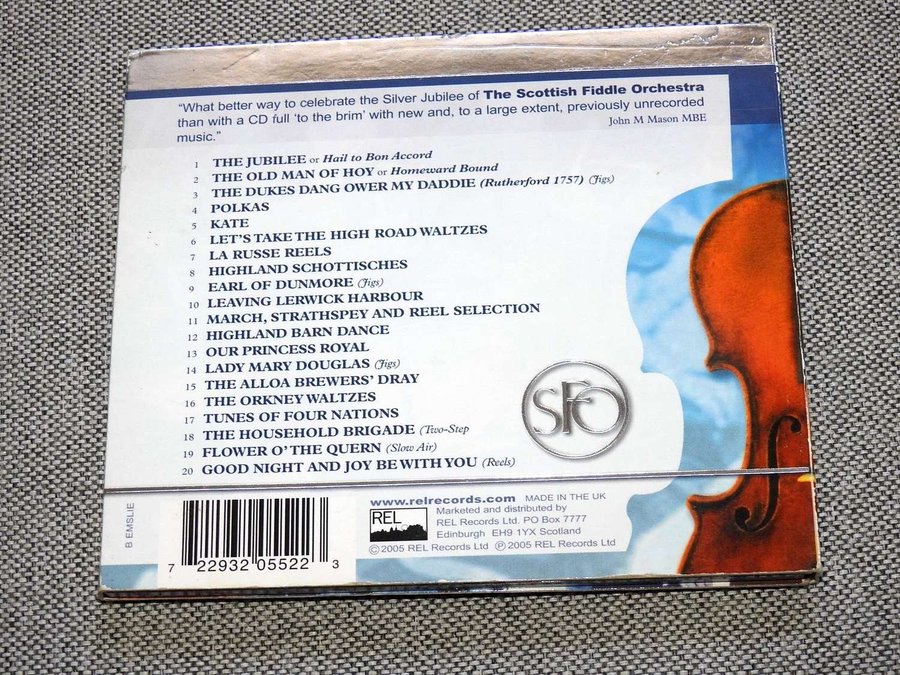 “What better way to celebrate the Silver Jubilee of The Scottish Fiddle Orchestra
than with a CD full ‘to the brim’ with new and, to a large extent, previously unrecorded
music.”
John M Mason MBE
1 THE JUBILEE or Hail to Bon Accord
2 THE OLD MAN OF HOY or Homeward Bound
3 THE DUKES DANG OWER MY DADDIE (Rutherford 1757) (Jigs)
4 POLKAS
5 KATE
6 LET’S TAKE THE HIGH ROAD WALTZES
7 LA RUSSE REELS
8 HIGHLAND SCHOTTISCHES
9 EARL OF DUNMORE (Jigs)
10 LEAVING LERWICK HARBOUR
11 MARCH, STRATHSPEY AND REEL SELECTION
12 HIGHLAND BARN DANCE
13 OUR PRINCESS ROYAL
14 LADY MARY DOUGLAS (Jigs)
15 THE ALLOA BREWERS’ DRAY
16 THE ORKNEY WALTZES
17 TUNES OF FOUR NATIONS
18 THE HOUSEHOLD BRIGADE (Two-Step
19 FLOWER O’ THE QUERN (Slow Air)
20 GOOD NIGHT AND JOY BE WITH YOU (Reels)
SFO
B EMSLIE
7 22932 05522 3
REL
www.relrecords.com MADE IN THE UK
Marketed and distributed by
REL Records Ltd. PO Box 7777
Edinburgh EH9 1YX Scotland
©2005 REL Records Ltd ℗2005 REL Records Ltd